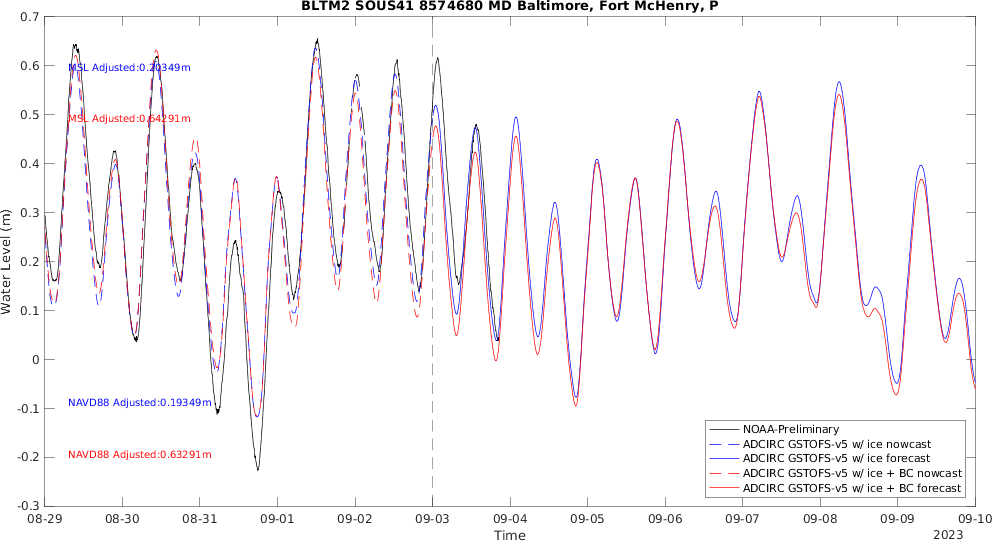 BLTM2 SOUS41 8574680 MD Baltimore, Fort McHenry, P
Water Level (m)
0.7
0.6
0.5
0.4
0.3
0.2
0.1
0
-0.1
-0.2
-0.3
MSL Adjusted:0.20349m
MSL Adjusted:0.64291m
NAVD88 Adjusted:0.19349m
NAVD88 Adjusted:0.63291m
NOAA-Preliminary
ADCIRC GSTOFS-v5 w/ ice nowcast
ADCIRC GSTOFS-v5 w/ ice forecast
ADCIRC GSTOFS-v5 w/ ice + BC nowcast
ADCIRC GSTOFS-v5 w/ ice + BC forecast
08-29 08-30 08-31 09-01 09-02 09-03 09-04 09-05 09-06 09-07 09-08 09-09 09-10
Time
2023